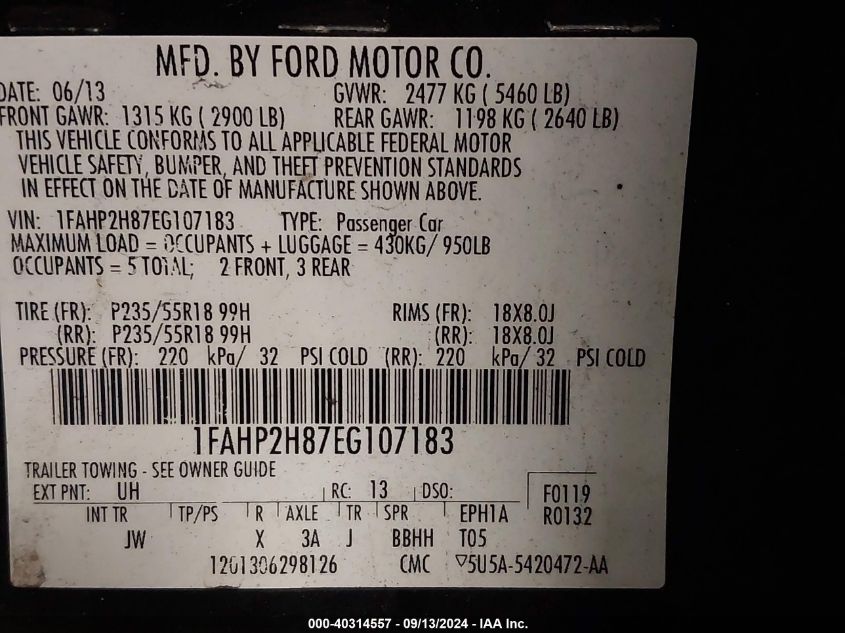 MFD. BY FORD MOTOR CO.
DATE: 06/13 GVWR: 2477 KG ( 5460 LB)
FRONT GAWR: 1315 KG ( 2900 LB) REAR GAWR: 1198 KG ( 2640 LB)
THIS VEHICLE CONFORMS TO ALL APPLICABLE FEDERAL MOTOR
VEHICLE SAFETY, BUMPER, AND THEFT PREVENTION STANDARDS
IN EFFECT ON THE DATE OF MANUFACTURE SHOWN ABOVE.
VIN: 1FAHP2H87EG107183 TYPE: Passenger Car
MAXIMUM LOAD = OCCUPANTS + LUGGAGE = 430KG/ 950LB
OCCUPANTS = 5 TOTAL; 2 FRONT, 3 REAR
TIRE (FR): P235/55R18 99H RIMS (FR): 18X8.0J
(RR): P235/55R18 99H (RR): 18X8.0J
PRESSURE (FR): 220 kPa/ 32 PSI COLD (RR): 220 kPa/ 32 PSI COLD
1FAHP2H87EG107183
TRAILER TOWING - SEE OWNER GUIDE
EXT PNT: UH RC: 13 DSO: F0119
INT TR TP/PS R AXLE TR SPR EPH1A R0132
JW X 3A J BBHH T05
1201306298126 CMC ▽5U5A-5420472-AA
000-40314557 - 09/13/2024 - IAA Inc.